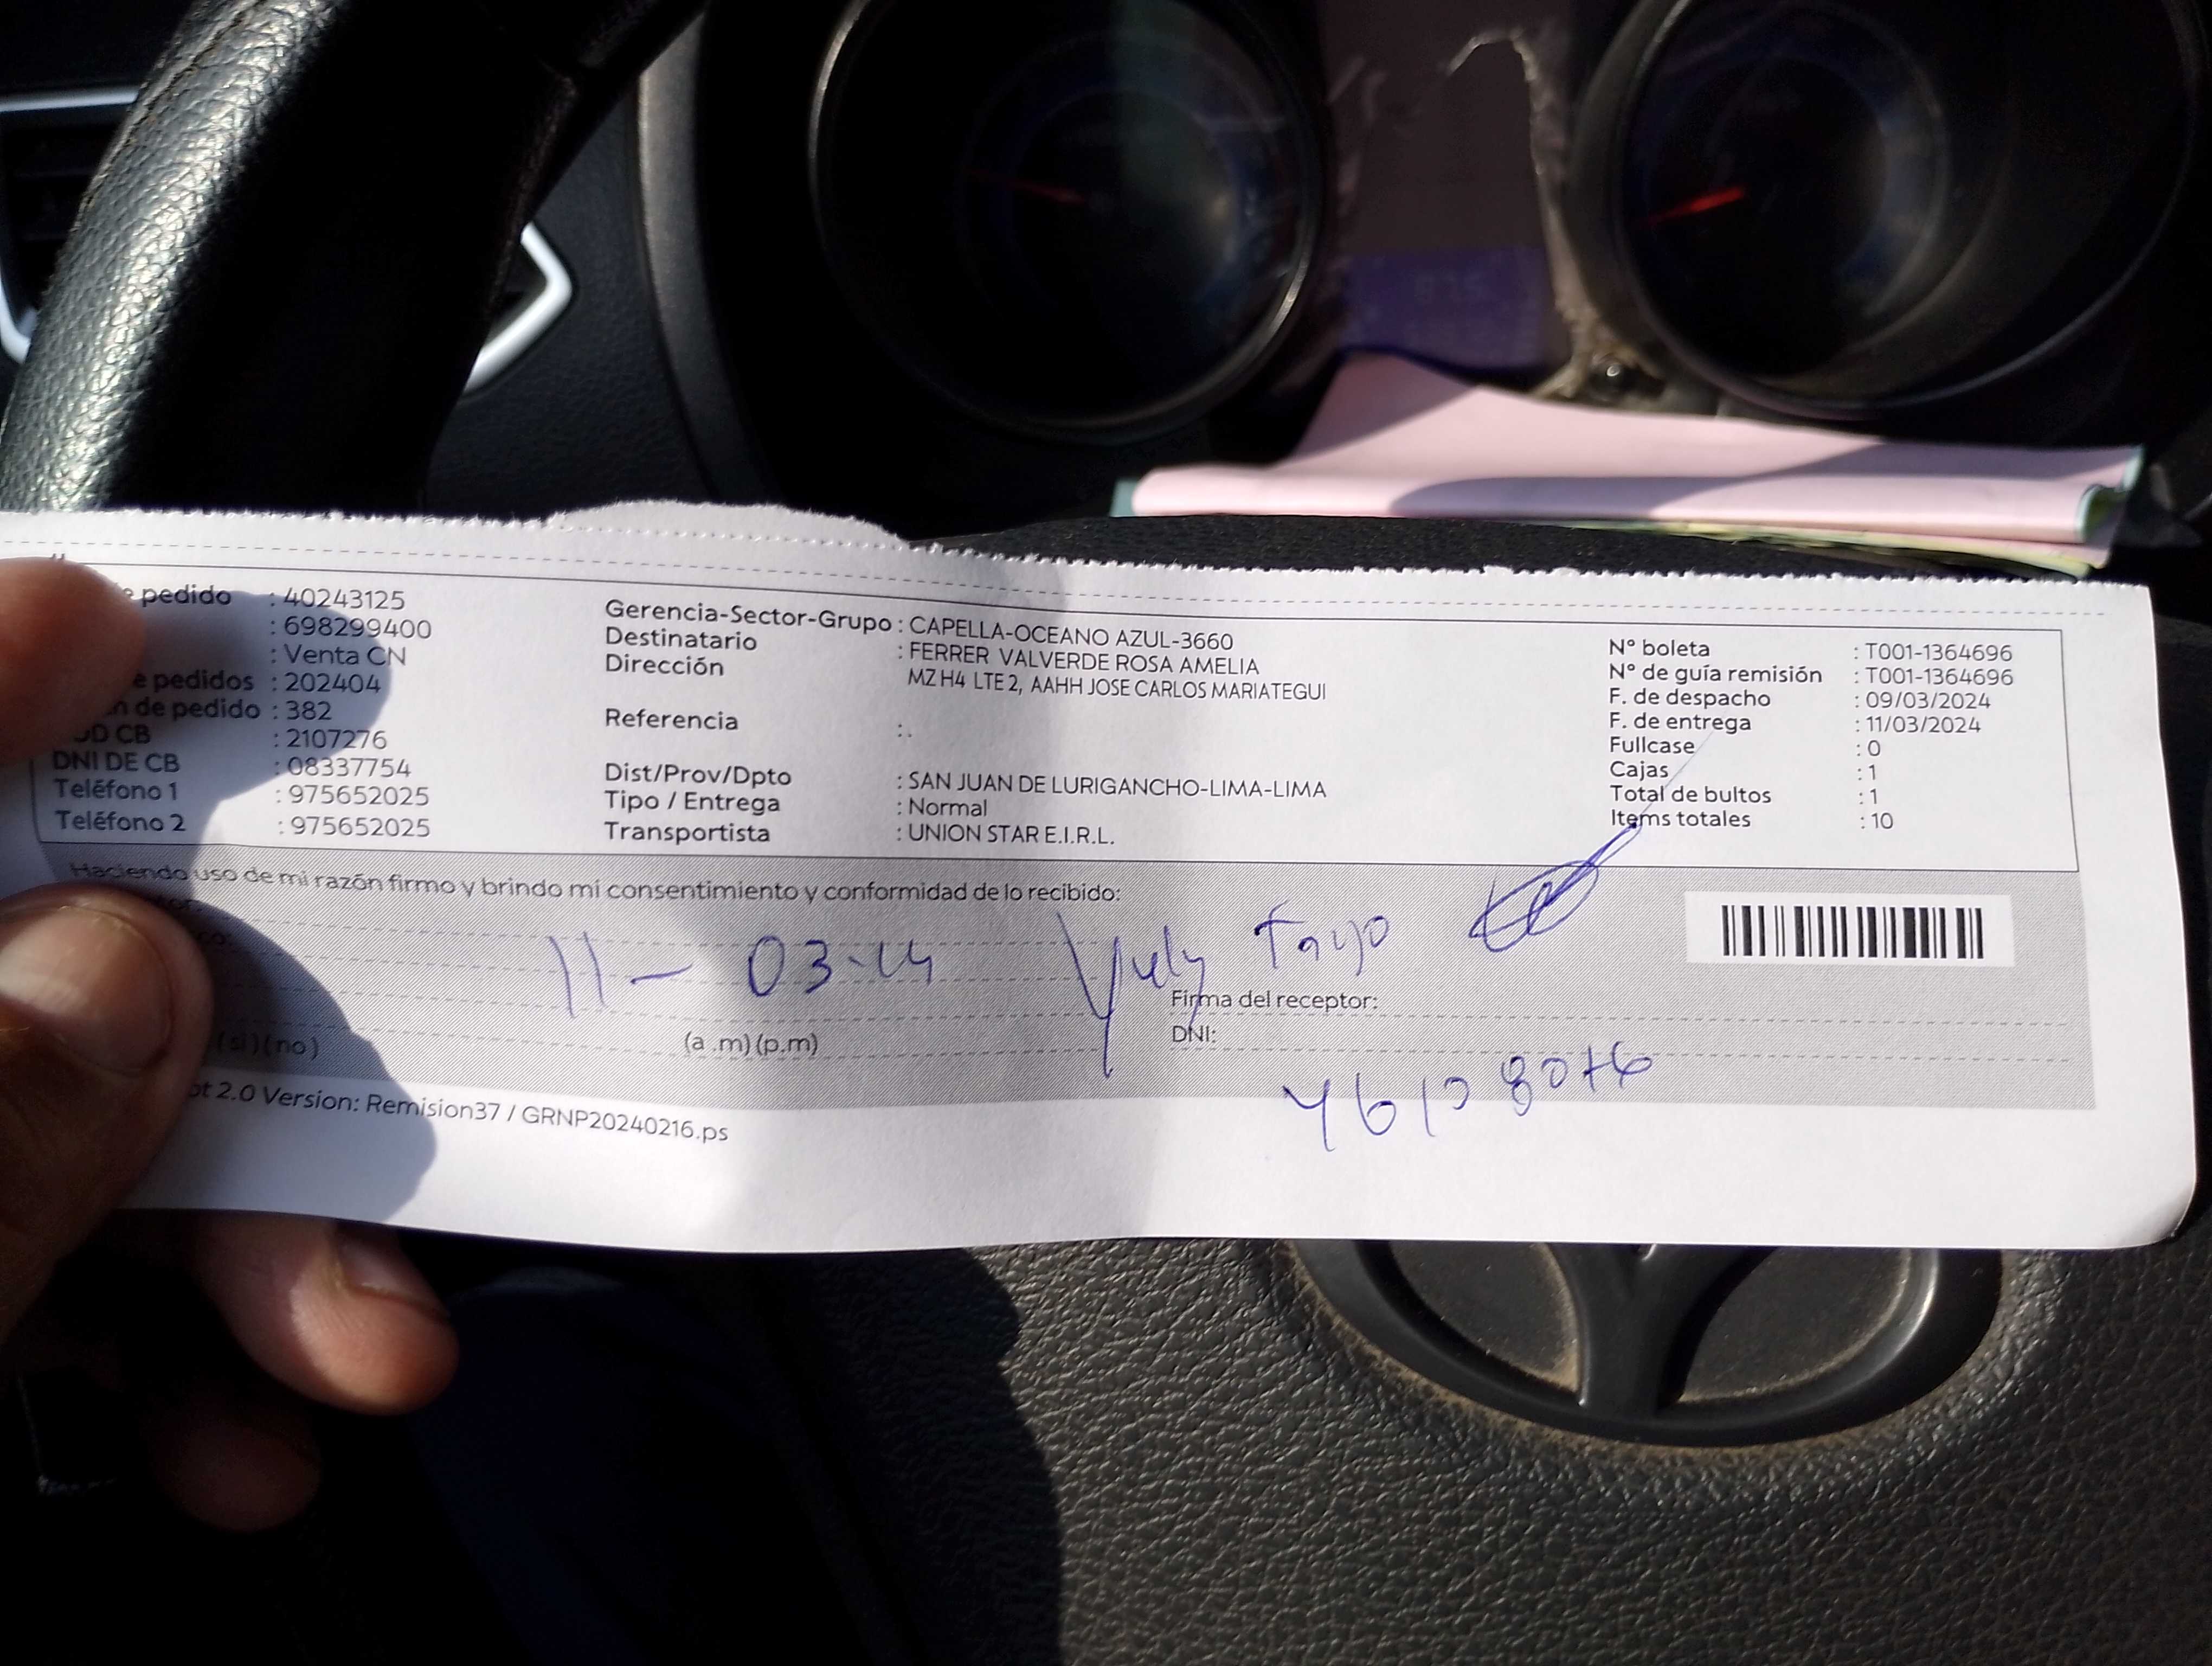 pedido : 40243125
: 698299400
: Venta CN
e pedidos : 202404
n de pedido : 382
OD CB : 2107276
DNI DE CB : 08337754
Teléfono 1 : 975652025
Teléfono 2 : 975652025
Gerencia-Sector-Grupo : CAPELLA-OCEANO AZUL-3660
Destinatario : FERRER VALVERDE ROSA AMELIA
Dirección MZ H4 LTE 2, AAHH JOSE CARLOS MARIATEGUI
Referencia : .
Dist/Prov/Dpto : SAN JUAN DE LURIGANCHO-LIMA-LIMA
Tipo / Entrega : Normal
Transportista : UNION STAR E.I.R.L.
N° boleta : T001-1364696
N° de guía remisión : T001-1364696
F. de despacho : 09/03/2024
F. de entrega : 11/03/2024
Fullcase : 0
Cajas : 1
Total de bultos : 1
Items totales : 10
Haciendo uso de mi razón firmo y brindo mi consentimiento y conformidad de lo recibido:
11 - 03-24 Yuly
Firma del receptor:
(si) (no) (a .m) (p.m) DNI:
pt 2.0 Version: Remision37 / GRNP20240216.ps